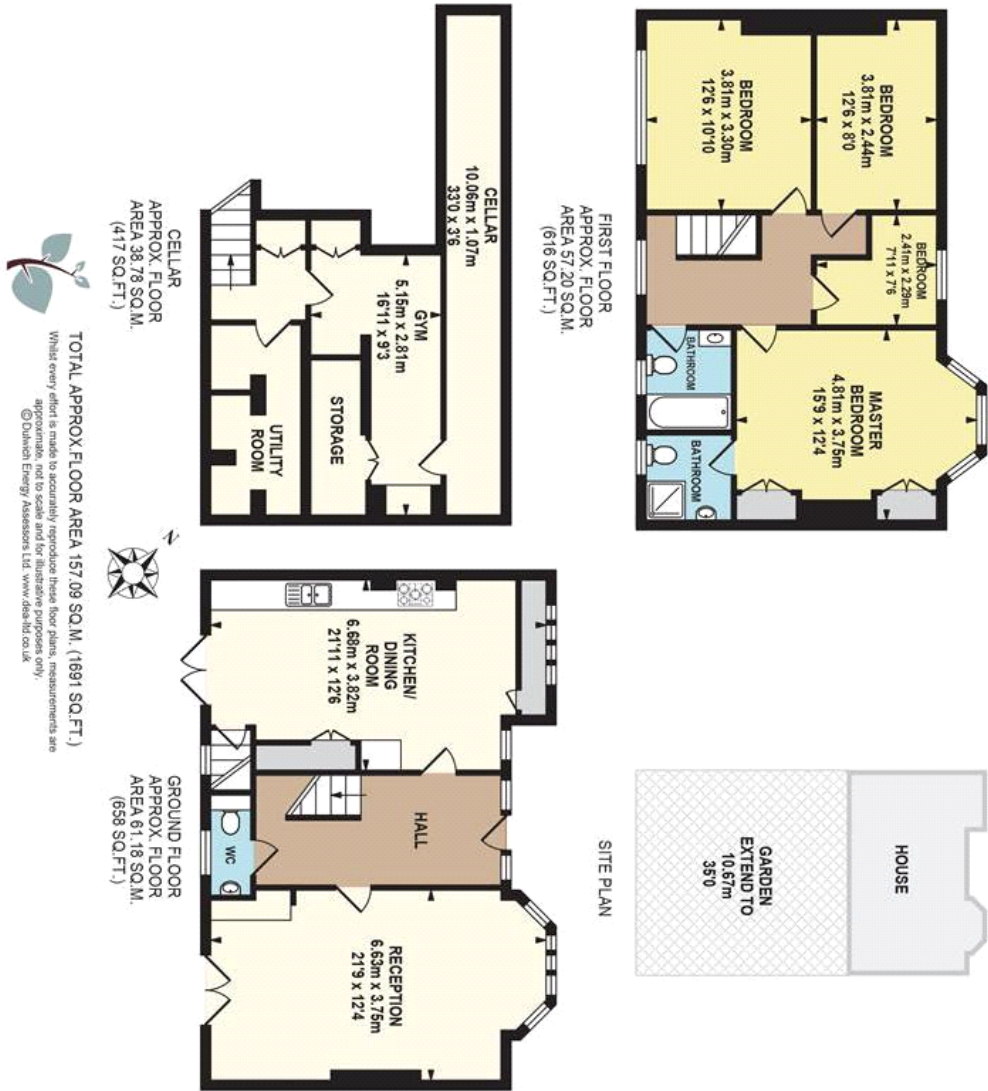 CELLAR
10.06m x 1.07m
33'0 x 3'6
GYM
5.15m x 2.81m
16'11 x 9'3
STORAGE
UTILITY
ROOM
CELLAR
APPROX. FLOOR
AREA 38.78 SQ.M.
(417 SQ.FT.)
BEDROOM
3.81m x 2.44m
12'6 x 8'0
BEDROOM
3.81m x 3.30m
12'6 x 10'10
BEDROOM
2.41m x 2.29m
7'11 x 7'6
MASTER
BEDROOM
4.81m x 3.75m
15'9 x 12'4
BATHROOM
BATHROOM
FIRST FLOOR
APPROX. FLOOR
AREA 57.20 SQ.M.
(616 SQ.FT.)
KITCHEN/
DINING
ROOM
6.68m x 3.82m
21'11 x 12'6
HALL
WC
RECEPTION
6.63m x 3.75m
21'9 x 12'4
GROUND FLOOR
APPROX. FLOOR
AREA 61.18 SQ.M.
(658 SQ.FT.)
HOUSE
GARDEN
EXTEND TO
10.67m
35'0
SITE PLAN
N
TOTAL APPROX.FLOOR AREA 157.09 SQ.M. (1691 SQ.FT.)
Whilst every effort is made to accurately reproduce these floor plans, measurements are
approximate, not to scale and for illustrative purposes only.
© Dulwich Energy Assessors Ltd. www.dea-ltd.co.uk